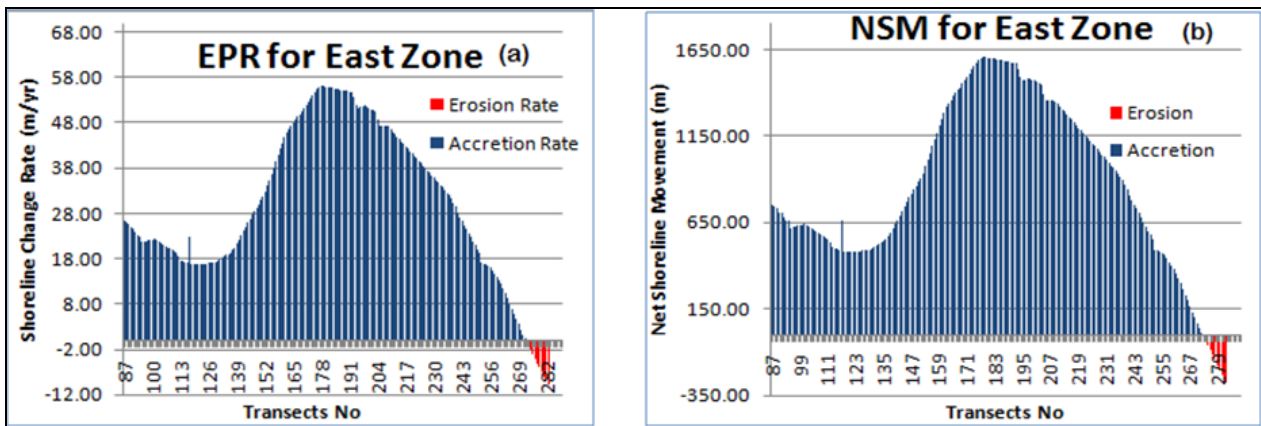 EPR for East Zone (a)
Shoreline Change Rate (m/yr)
68.00
58.00
48.00
38.00
28.00
18.00
8.00
-2.00
-12.00
Erosion Rate
Accretion Rate
87 100 113 126 139 152 165 178 191 204 217 230 243 256 269 282
Transects No
NSM for East Zone (b)
Net Shoreline Movement (m)
1650.00
1150.00
650.00
150.00
-350.00
Erosion
Accretion
87 99 111 123 135 147 159 171 183 195 207 219 231 243 255 267 279
Transects No